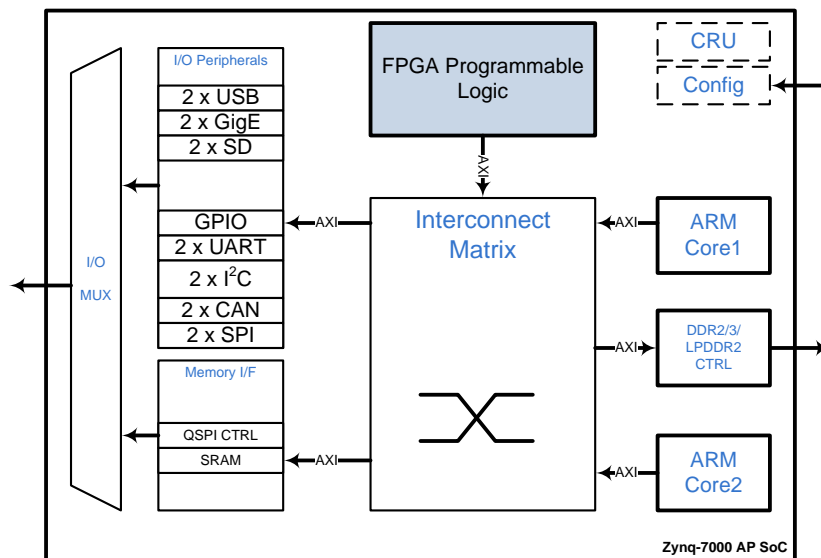 I/O Peripherals
2 x USB
2 x GigE
2 x SD
GPIO
2 x UART
2 x I²C
2 x CAN
2 x SPI
I/O
MUX
Memory I/F
QSPI CTRL
SRAM
FPGA Programmable
Logic
AXI
Interconnect
Matrix
AXI
AXI
AXI
AXI
AXI
CRU
Config
ARM
Core1
DDR2/3/
LPDDR2
CTRL
ARM
Core2
Zynq-7000 AP SoC